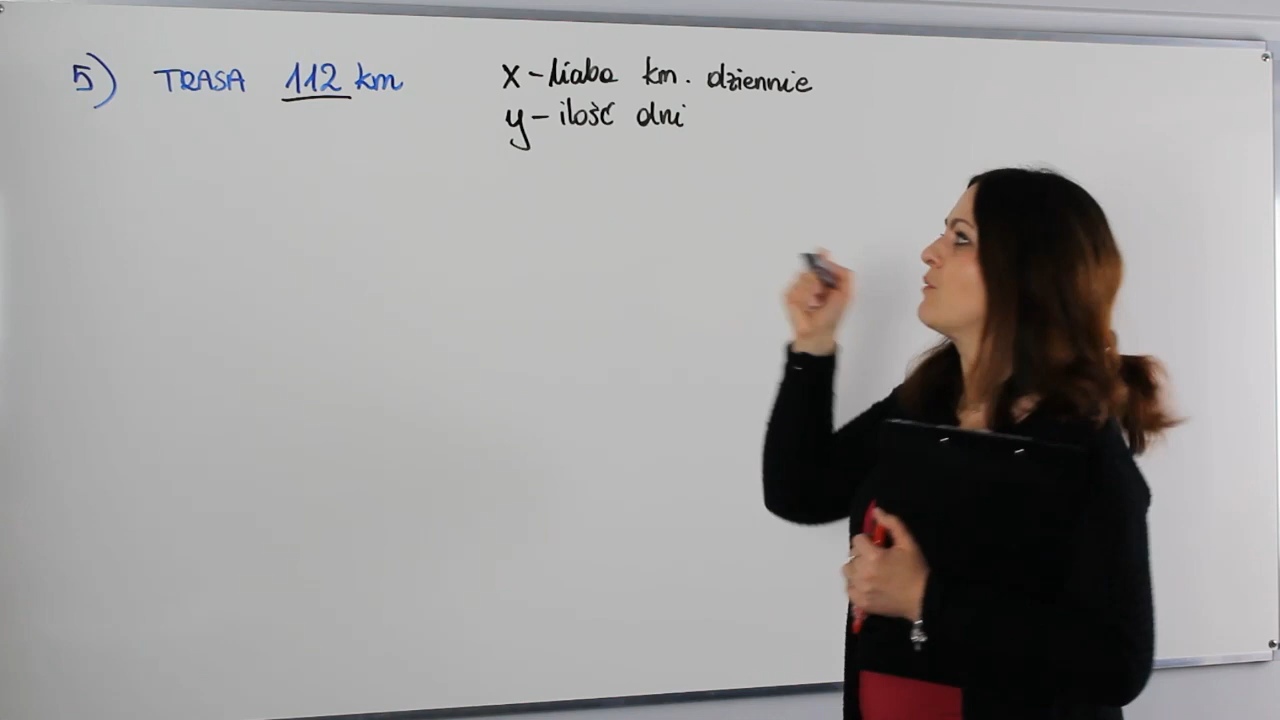 5) TRASA 112 km
x - liczba km. dziennie
y - ilość dni